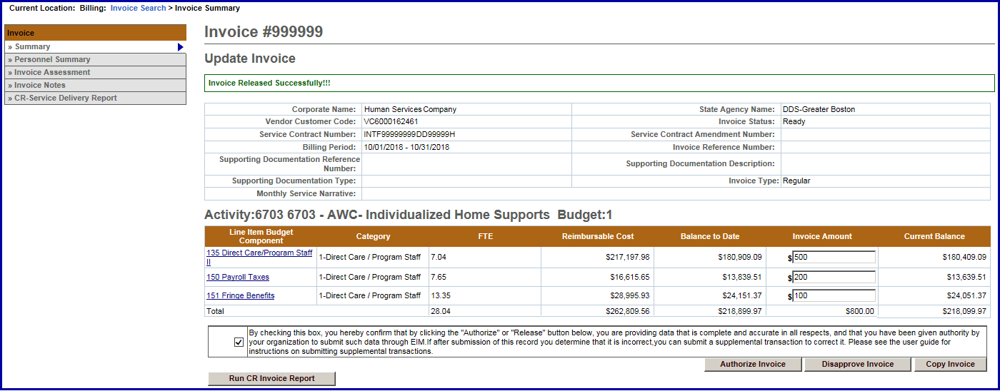 Current Location: Billing: Invoice Search > Invoice Summary
Invoice
» Summary
» Personnel Summary
» Invoice Assessment
» Invoice Notes
» CR-Service Delivery Report
Invoice #999999
Update Invoice
Invoice Released Successfully!!!
Corporate Name: Human Services Company State Agency Name: DDS-Greater Boston
Vendor Customer Code: VC6000162461 Invoice Status: Ready
Service Contract Number: INTF99999999DD99999H Service Contract Amendment Number:
Billing Period: 10/01/2018 - 10/31/2018 Invoice Reference Number:
Supporting Documentation Reference
Number:
Supporting Documentation Description:
Supporting Documentation Type: Invoice Type: Regular
Monthly Service Narrative:
Activity:6703 6703 - AWC- Individualized Home Supports Budget:1
Line Item Budget
Component
Category FTE Reimbursable Cost Balance to Date Invoice Amount Current Balance
135 Direct Care/Program Staff
II
1-Direct Care / Program Staff 7.04 $217,197.98 $180,909.09 $500 $180,409.09
150 Payroll Taxes 1-Direct Care / Program Staff 7.65 $16,615.65 $13,839.51 $200 $13,639.51
151 Fringe Benefits 1-Direct Care / Program Staff 13.35 $28,995.93 $24,151.37 $100 $24,051.37
Total 28.04 $262,809.56 $218,899.97 $800.00 $218,099.97
By checking this box, you hereby confirm that by clicking the "Authorize" or "Release" button below, you are providing data that is complete and accurate in all respects, and that you have been given authority by
your organization to submit such data through EIM.If after submission of this record you determine that it is incorrect,you can submit a supplemental transaction to correct it. Please see the user guide for
instructions on submitting supplemental transactions.
Authorize Invoice Disapprove Invoice Copy Invoice
Run CR Invoice Report